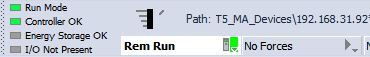 Run Mode
Controller OK
Energy Storage OK
I/O Not Present
Path: T5_MA_Devices\192.168.31.92
Rem Run
No Forces